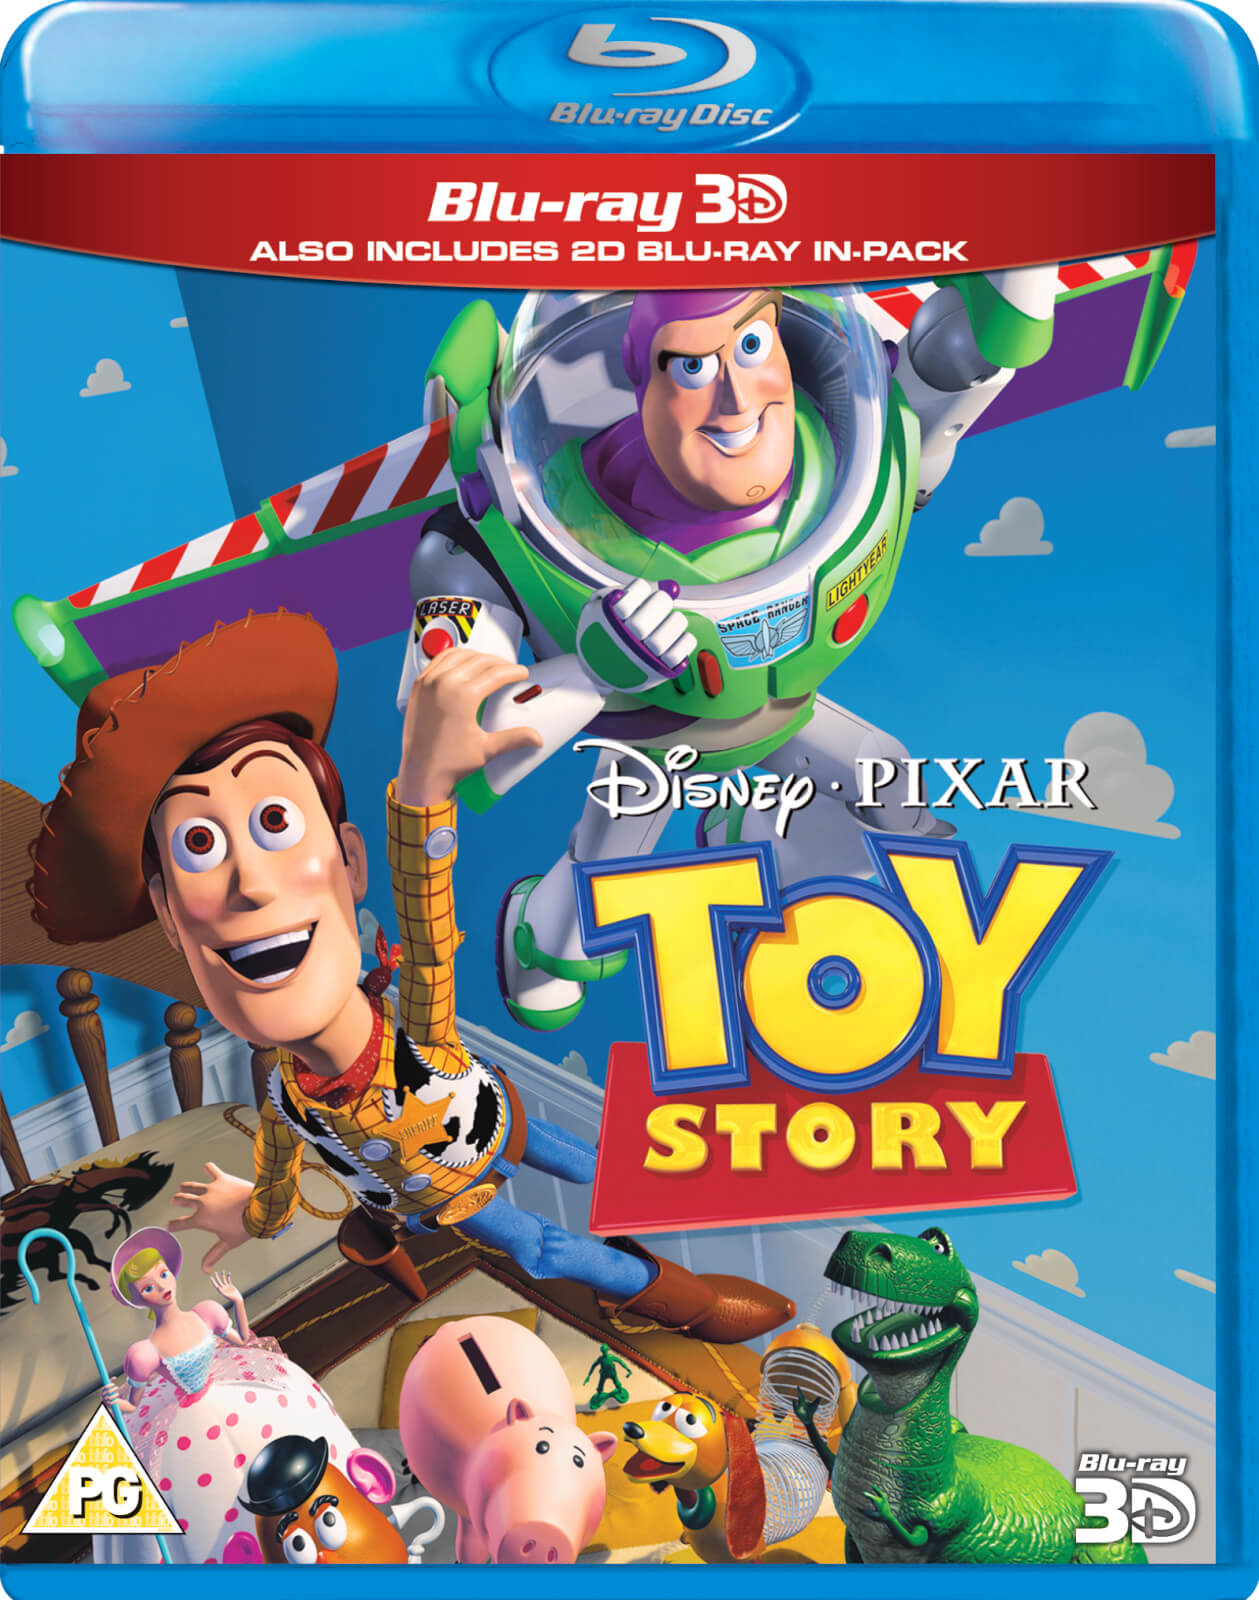 Blu-ray Disc
Blu-ray 3D
ALSO INCLUDES 2D BLU-RAY IN-PACK
LIGHTYEAR
LASER
SPACE RANGER
Disney · PIXAR
TOY
STORY
SHERIFF
PG
Blu-ray
3D